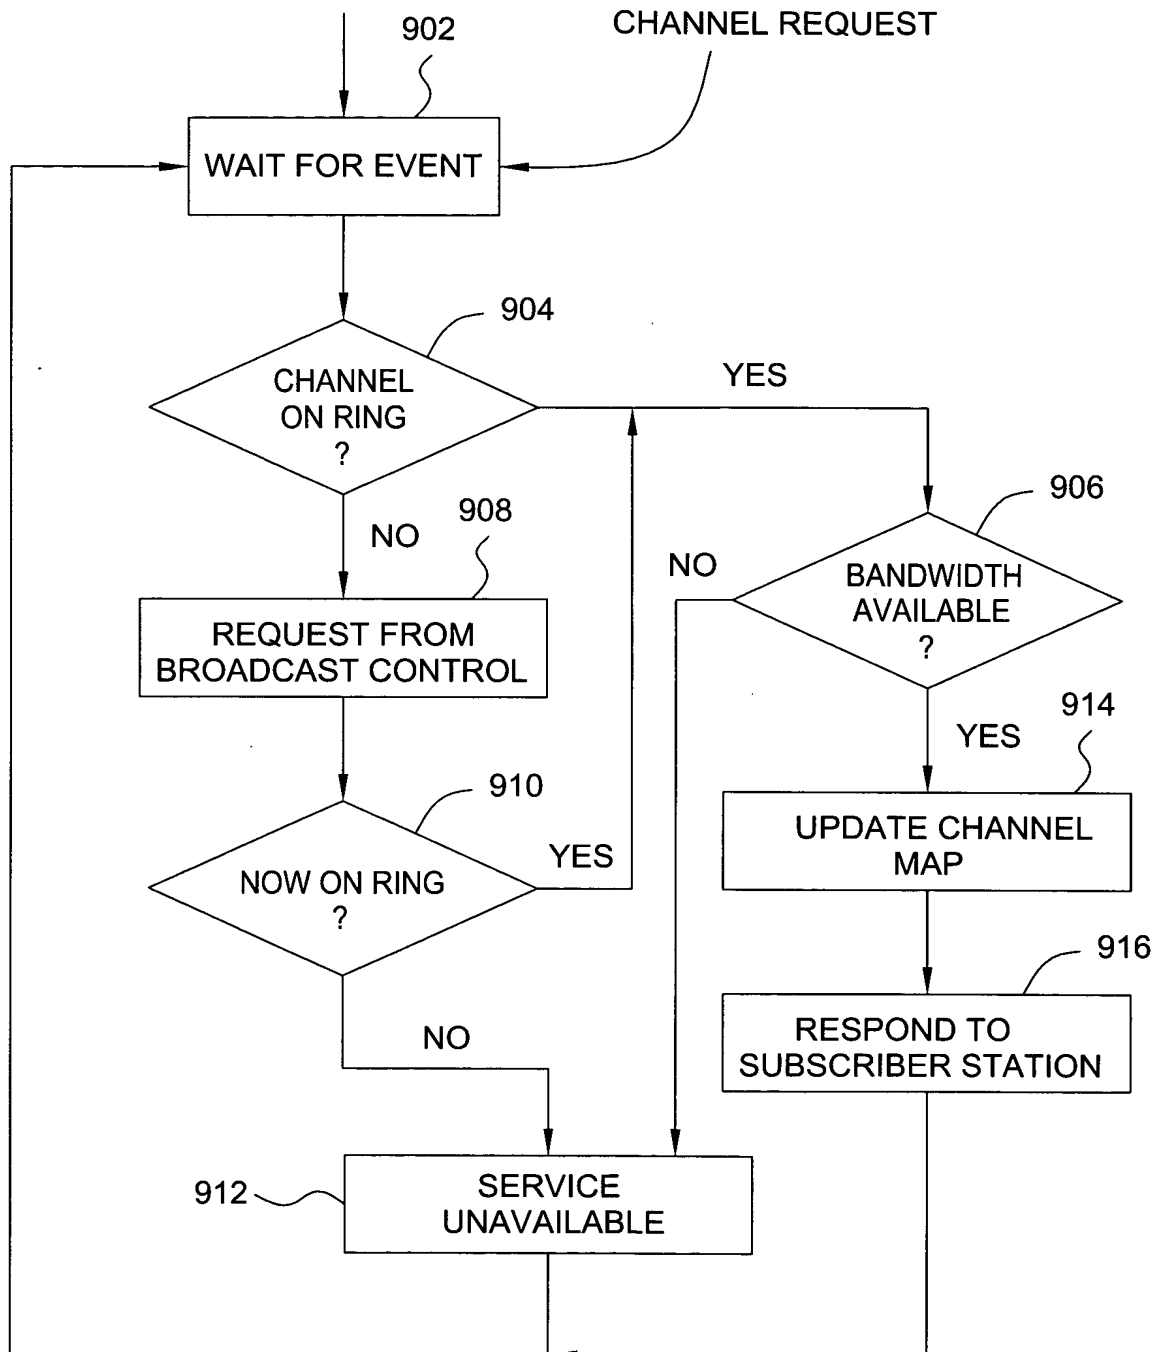 902
CHANNEL REQUEST
WAIT FOR EVENT
904
CHANNEL
ON RING
?
YES
NO
908
906
NO
BANDWIDTH
AVAILABLE
?
REQUEST FROM
BROADCAST CONTROL
YES
914
910
UPDATE CHANNEL
MAP
YES
NOW ON RING
?
916
NO
RESPOND TO
SUBSCRIBER STATION
912
SERVICE
UNAVAILABLE